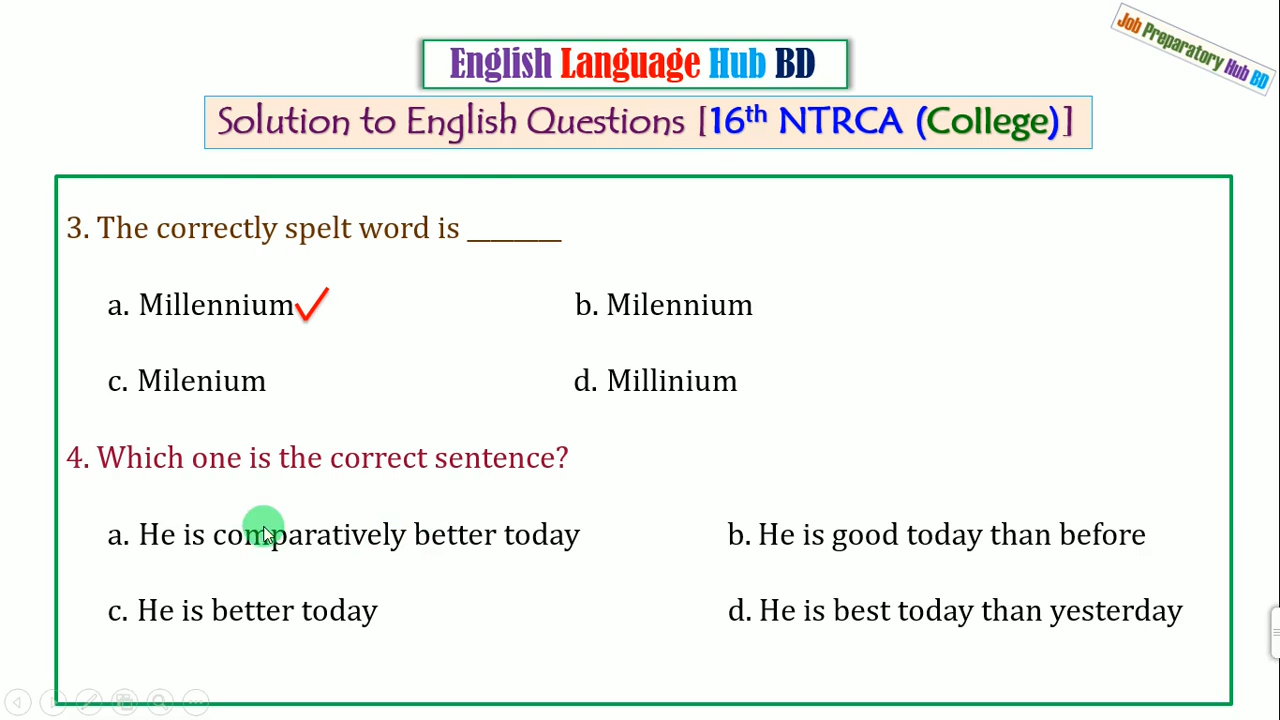 Job Preparatory Hub BD
English Language Hub BD
Solution to English Questions [16th NTRCA (College)]
3. The correctly spelt word is ________
a. Millennium b. Milennium
c. Milenium d. Millinium
4. Which one is the correct sentence?
a. He is comparatively better today b. He is good today than before
c. He is better today d. He is best today than yesterday